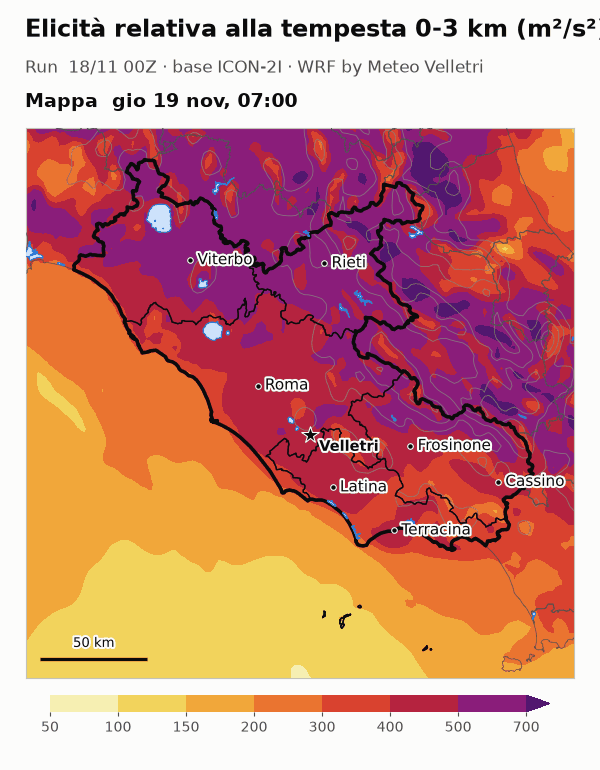 Elicità relativa alla tempesta 0-3 km (m²/s²)
Run 18/11 00Z · base ICON-2I · WRF by Meteo Velletri
Mappa gio 19 nov, 07:00
Viterbo
Rieti
Roma
Velletri
Frosinone
Cassino
Latina
Terracina
50 km
50 100 150 200 300 400 500 700